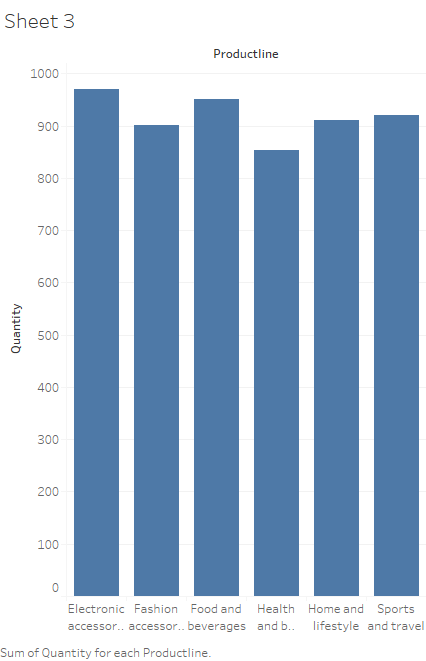 Sheet 3
Productline
1000
900
800
700
600
500
400
300
200
100
0
Quantity
Electronic accessor..
Fashion accessor..
Food and beverages
Health and b..
Home and lifestyle
Sports and travel
Sum of Quantity for each Productline.